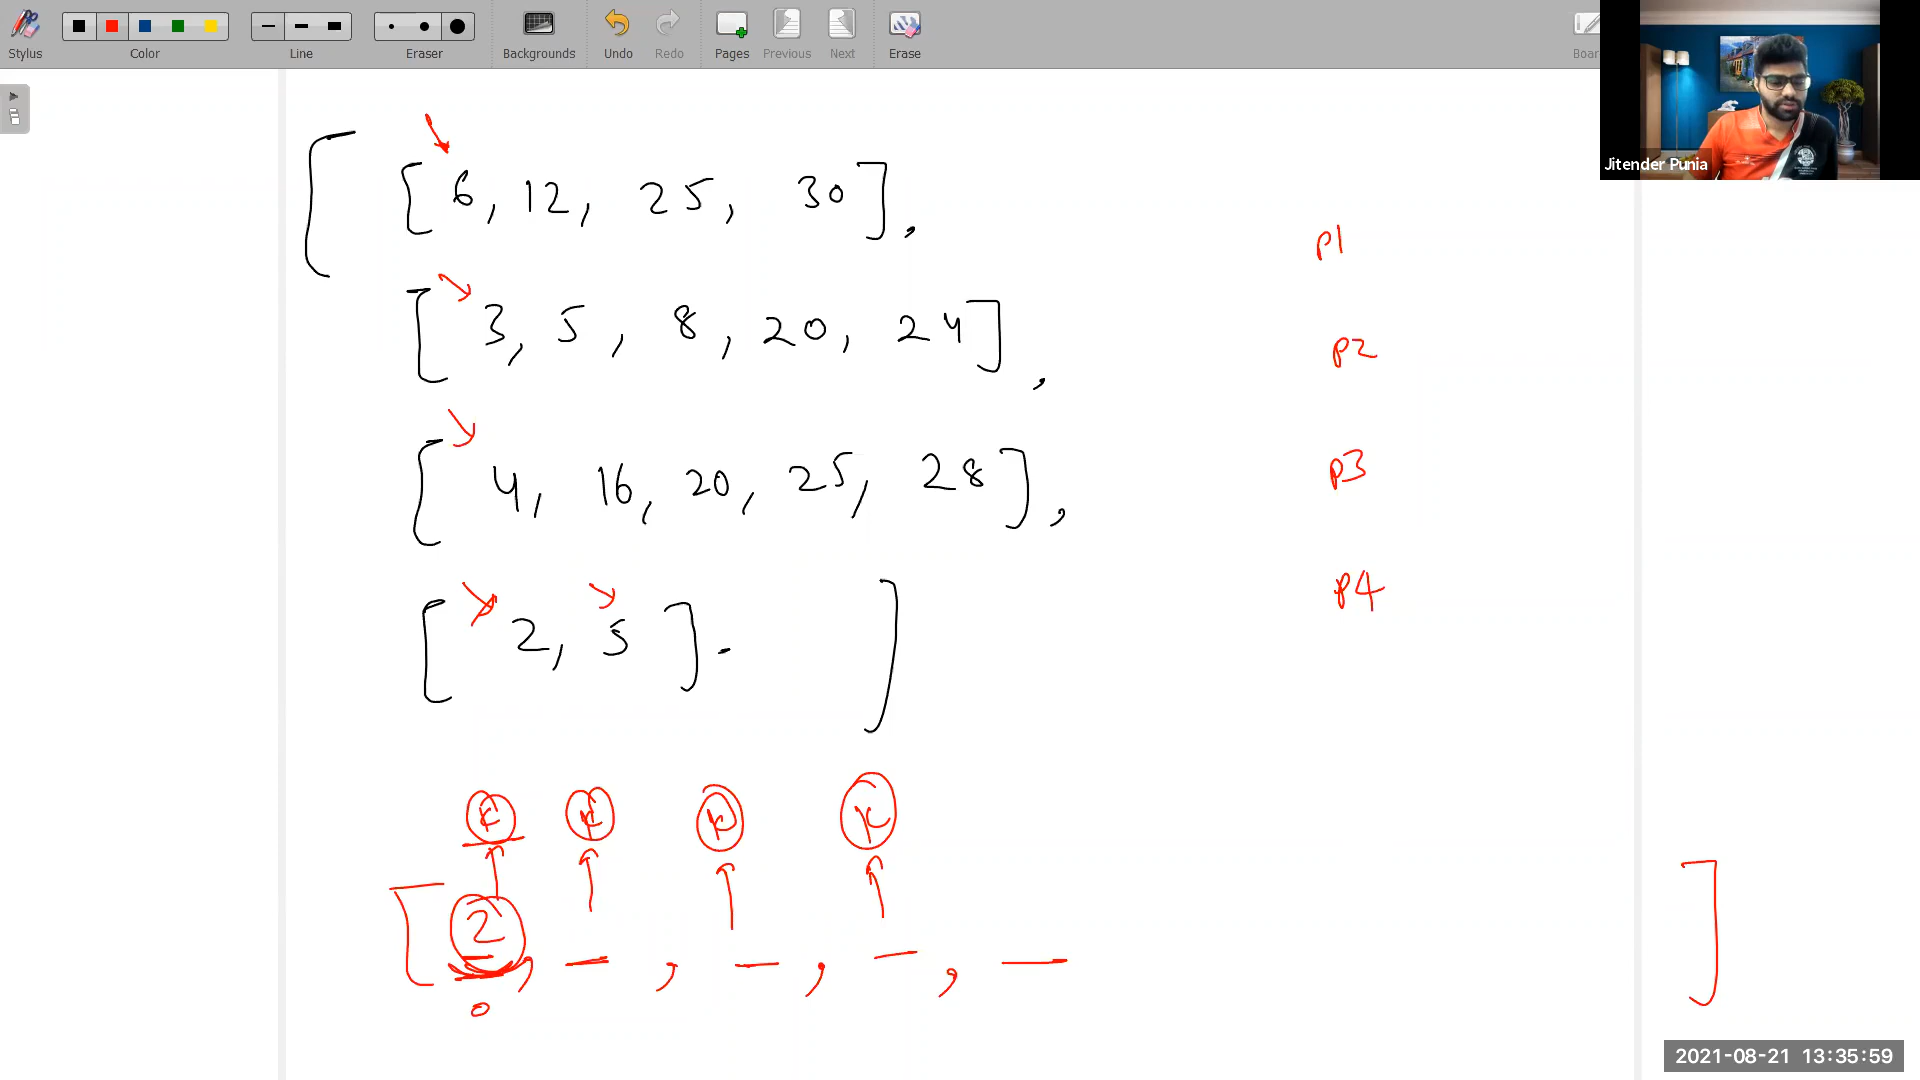 Stylus Color Line Eraser Backgrounds Undo Redo Pages Previous Next Erase Boar
Jitender Punia
[ [6, 12, 25, 30],
p1
[3, 5, 8, 20, 24],
p2
[4, 16, 20, 25, 28],
p3
[2, 5]. ]
p4
K K K K
[2, _, _, _, _ ]
0
2021-08-21 13:35:59